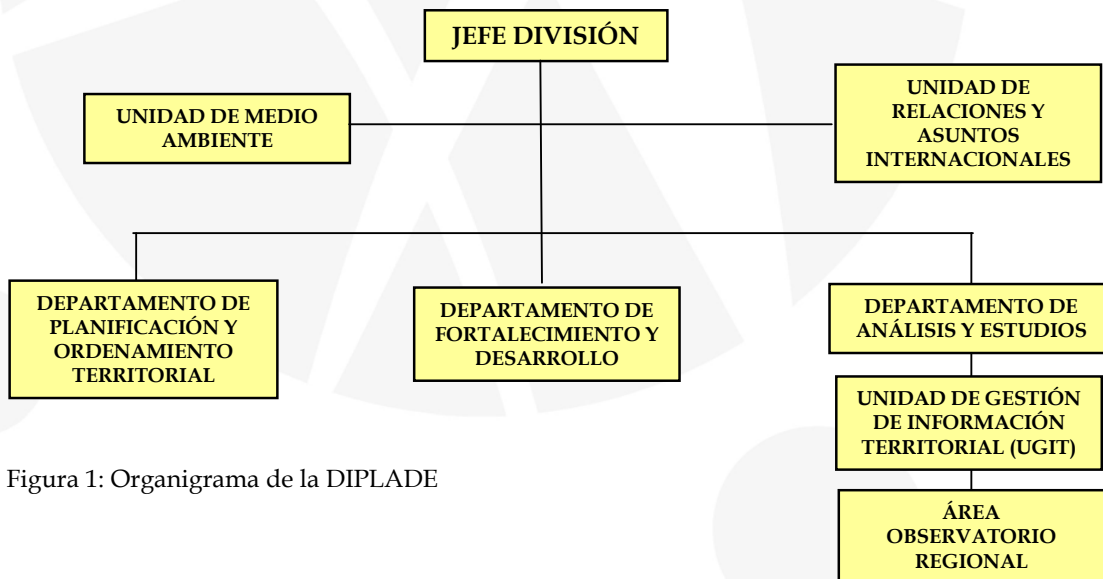 JEFE DIVISIÓN
UNIDAD DE MEDIO
AMBIENTE
UNIDAD DE
RELACIONES Y
ASUNTOS
INTERNACIONALES
DEPARTAMENTO DE
PLANIFICACIÓN Y
ORDENAMIENTO
TERRITORIAL
DEPARTAMENTO DE
FORTALECIMIENTO Y
DESARROLLO
DEPARTAMENTO DE
ANÁLISIS Y ESTUDIOS
UNIDAD DE GESTIÓN
DE INFORMACIÓN
TERRITORIAL (UGIT)
ÁREA
OBSERVATORIO
REGIONAL
Figura 1: Organigrama de la DIPLADE